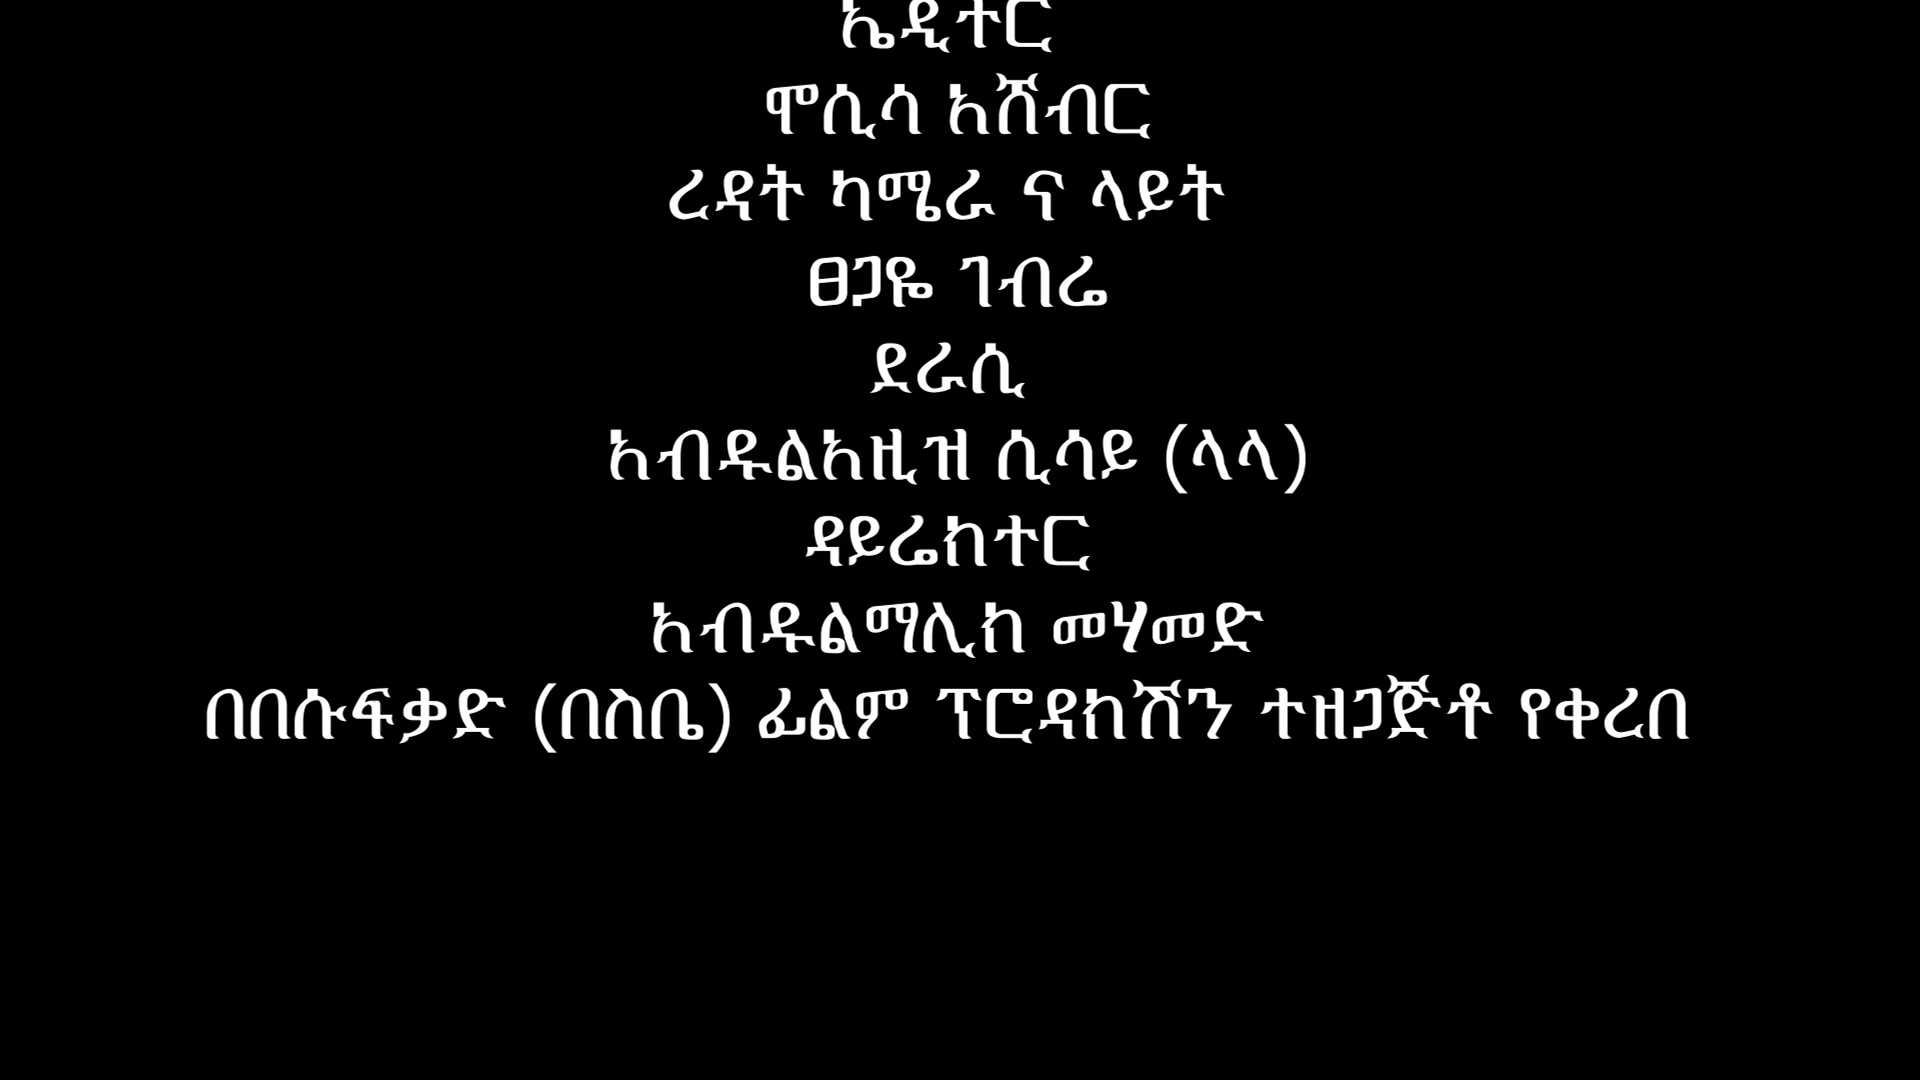 ኤዲተር
ሞሲሳ አሸብር
ረዳት ካሜራ ና ላይት
ፀጋዬ ገብሬ
ደራሲ
አብዱልአዚዝ ሲሳይ (ላላ)
ዳይሬክተር
አብዱልማሊክ መሃመድ
በበሱፍቃድ (በስቤ) ፊልም ፕሮዳክሽን ተዘጋጅቶ የቀረበ